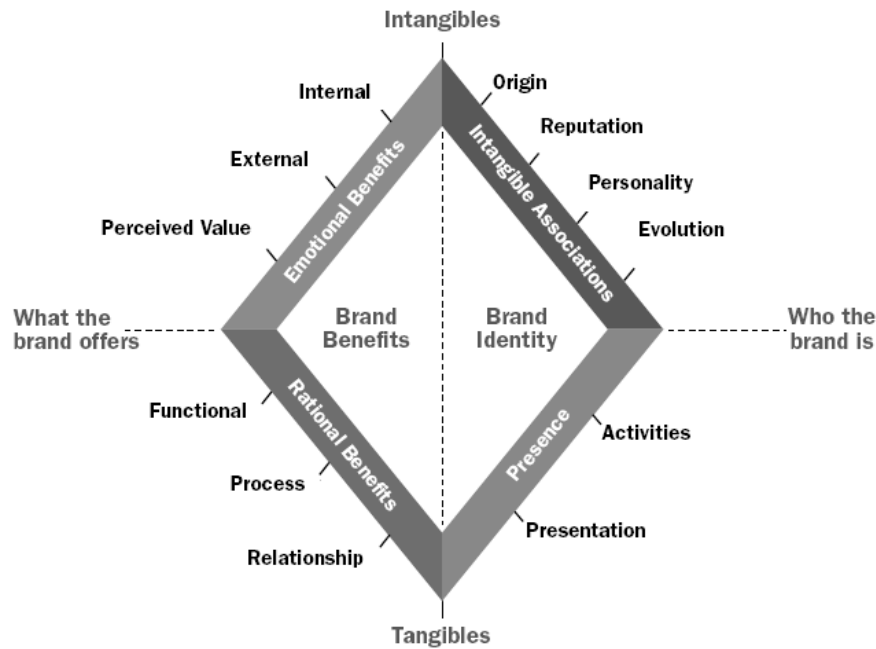 Intangibles
Internal
Origin
Reputation
External
Personality
Perceived Value
Evolution
Emotional Benefits
Intangible Associations
What the
brand offers
Brand
Benefits
Brand
Identity
Who the
brand is
Functional
Rational Benefits
Presence
Activities
Process
Presentation
Relationship
Tangibles